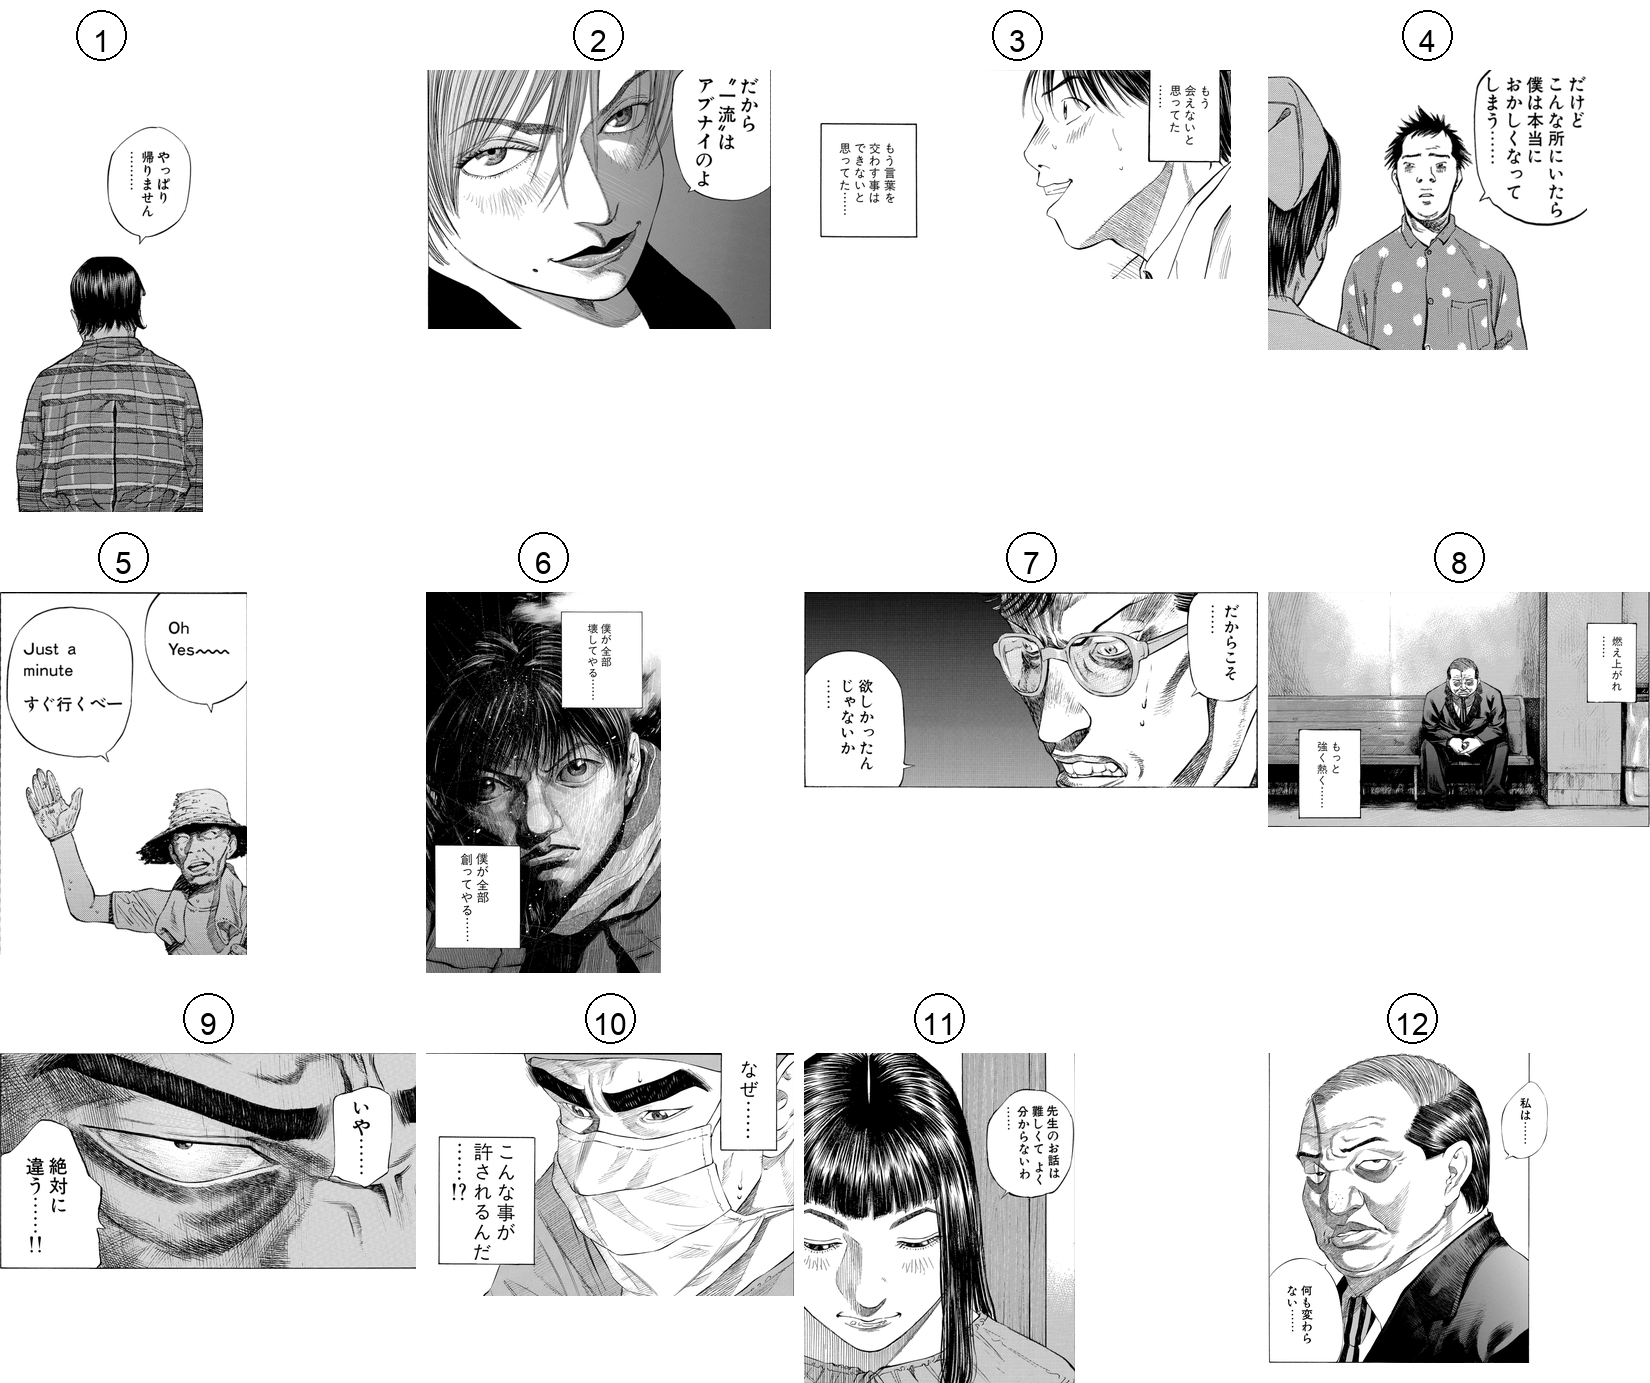 1
やっぱり
帰りません
………
2
だから
〝一流〟は
アブナイのよ
3
もう
会えないと
思ってた
……
もう言葉を
交わす事は
できないと
思ってた……
4
だけど
こんな所にいたら
僕は本当に
おかしくなって
しまう……
5
Oh
Yes〜〜
Just a
minute
すぐ行くべー
6
僕が全部
壊してやる……
僕が全部
創ってやる……
7
だからこそ
……
欲しかったん
じゃないか
……
8
燃え上がれ
……
もっと
強く熱く……
9
いや……
絶対に
違う……!!
10
なぜ……
こんな事が
許されるんだ
……!?
11
先生のお話は
難しくて よく
分からないわ
……
12
私は……
何も変わら
ない……